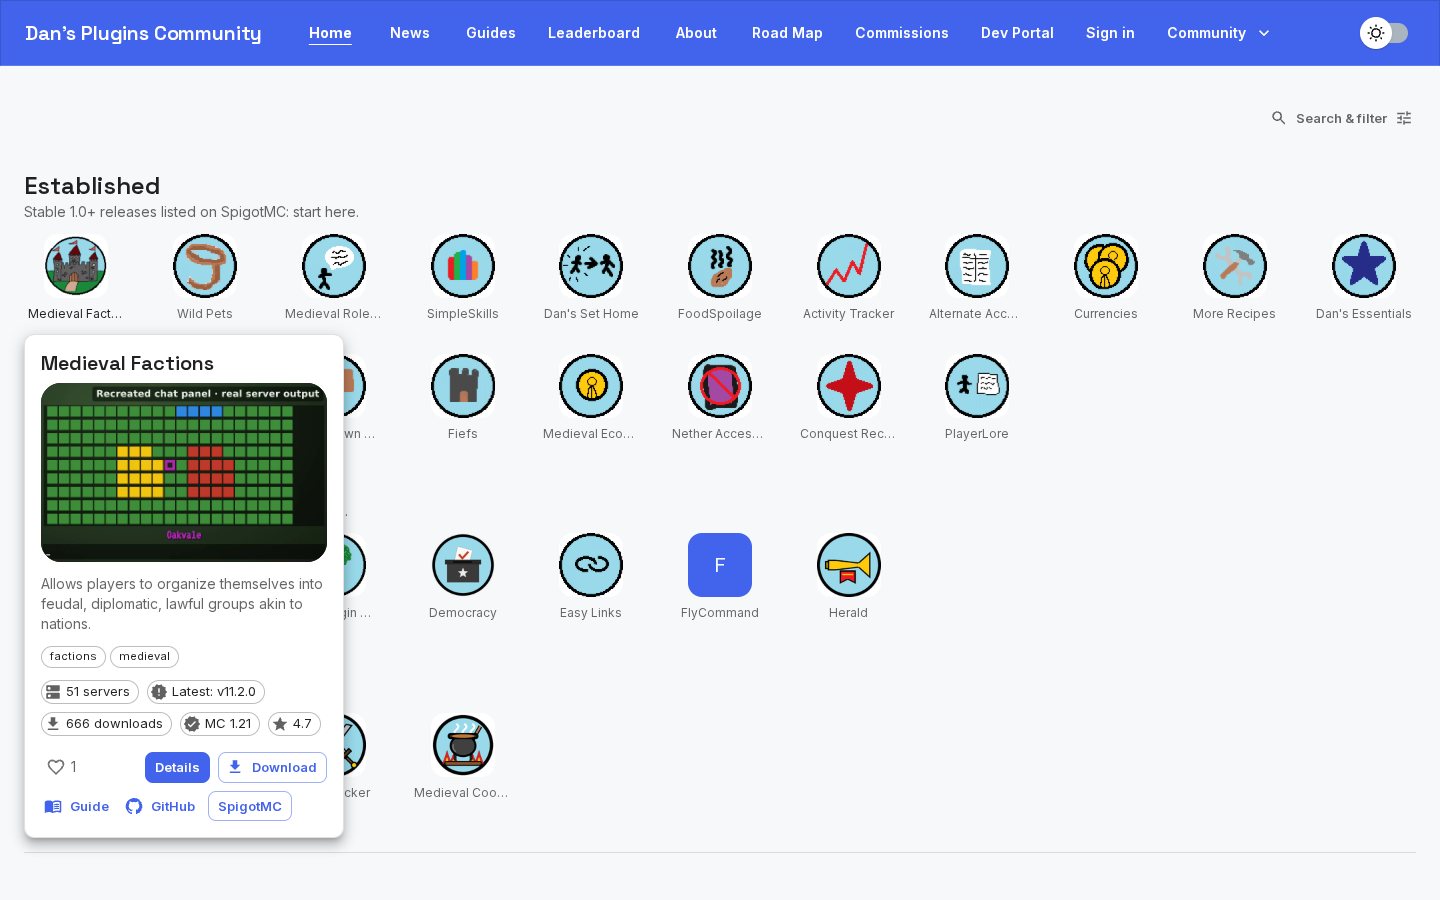 Dan's Plugins Community
Home
News
Guides
Leaderboard
About
Road Map
Commissions
Dev Portal
Sign in
Community
Search & filter
Established
Stable 1.0+ releases listed on SpigotMC: start here.
Medieval Fact…
Wild Pets
Medieval Role…
SimpleSkills
Dan's Set Home
FoodSpoilage
Activity Tracker
Alternate Acc…
Currencies
More Recipes
Dan's Essentials
Fiefs
Medieval Eco…
Nether Acces…
Conquest Rec…
PlayerLore
Democracy
Easy Links
F
FlyCommand
Herald
Medieval Coo…
Medieval Factions
Recreated chat panel · real server output
Oakvale
Allows players to organize themselves into
feudal, diplomatic, lawful groups akin to
nations.
factions
medieval
51 servers
Latest: v11.2.0
666 downloads
MC 1.21
4.7
1
Details
Download
Guide
GitHub
SpigotMC